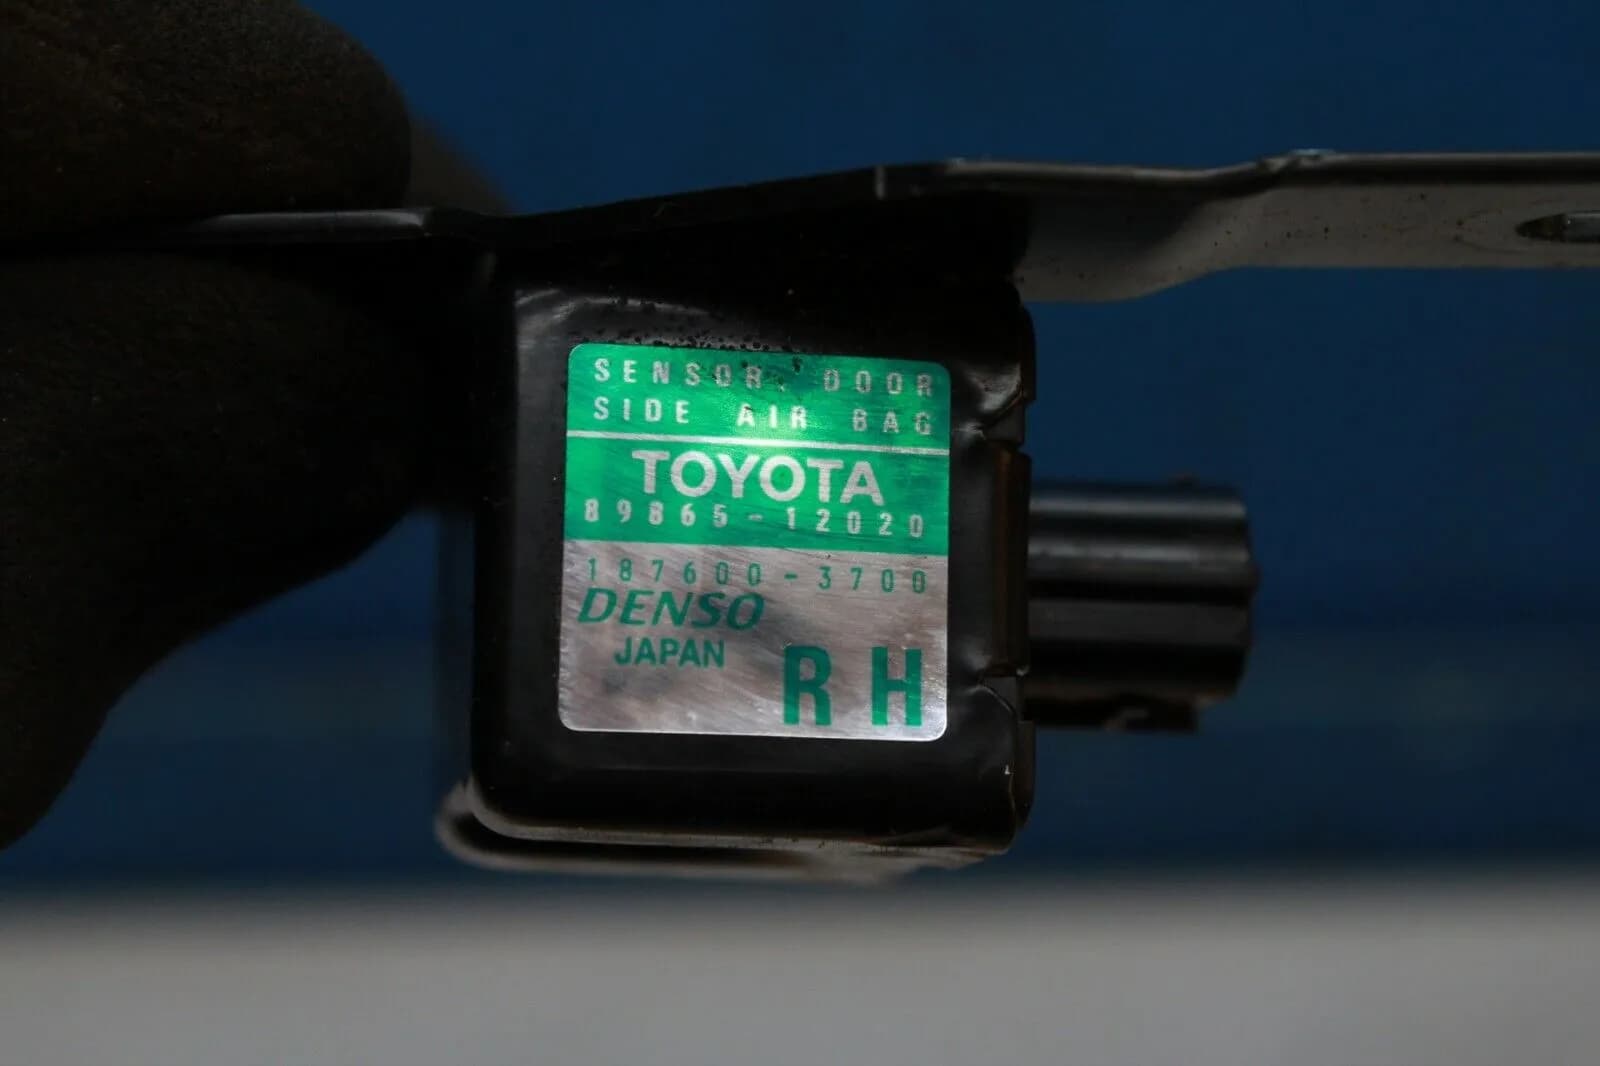 SENSOR, DOOR
SIDE AIR BAG
TOYOTA
89865-12020
187600-3700
DENSO
JAPAN
RH